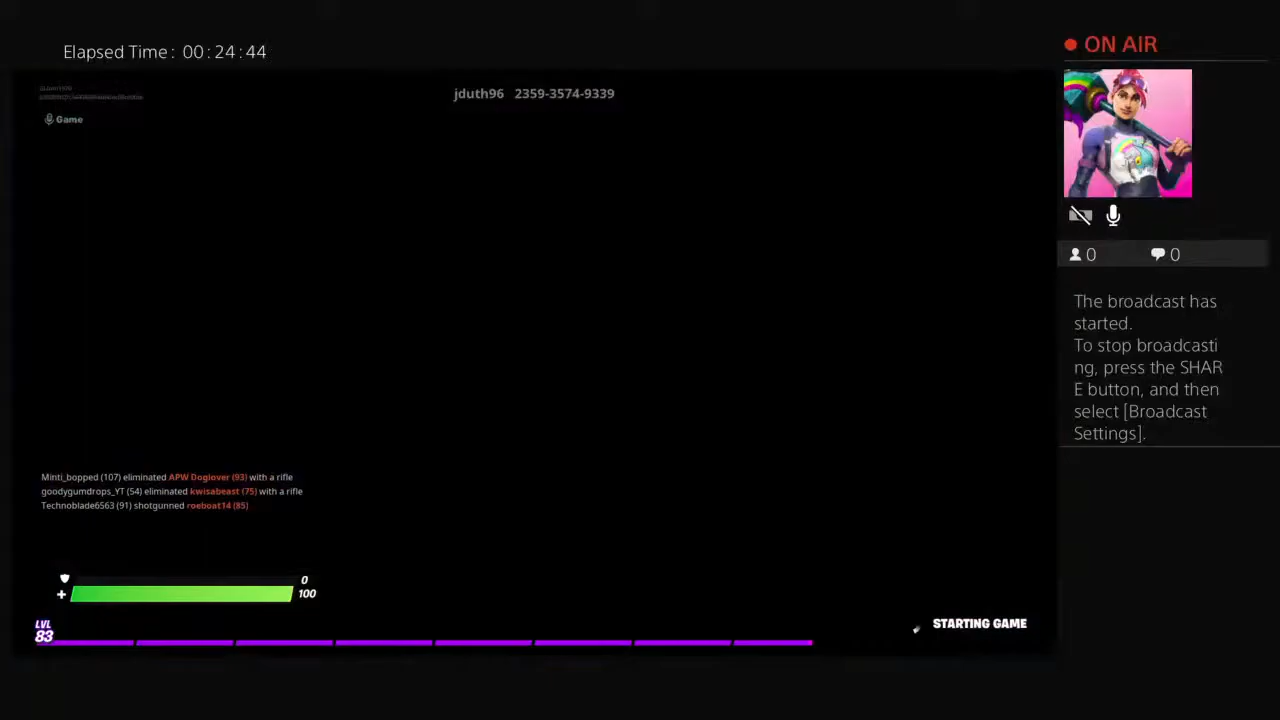 Elapsed Time: 00:24:44
ON AIR
jduth96 2359-3574-9339
Game
0 0
The broadcast has
started.
To stop broadcasti
ng, press the SHAR
E button, and then
select [Broadcast
Settings].
Minti_bopped (107) eliminated APW Doglover (93) with a rifle
goodygumdrops_YT (54) eliminated kwisabeast (75) with a rifle
Technoblade6563 (91) shotgunned roeboat14 (85)
0
100
LVL
83
STARTING GAME